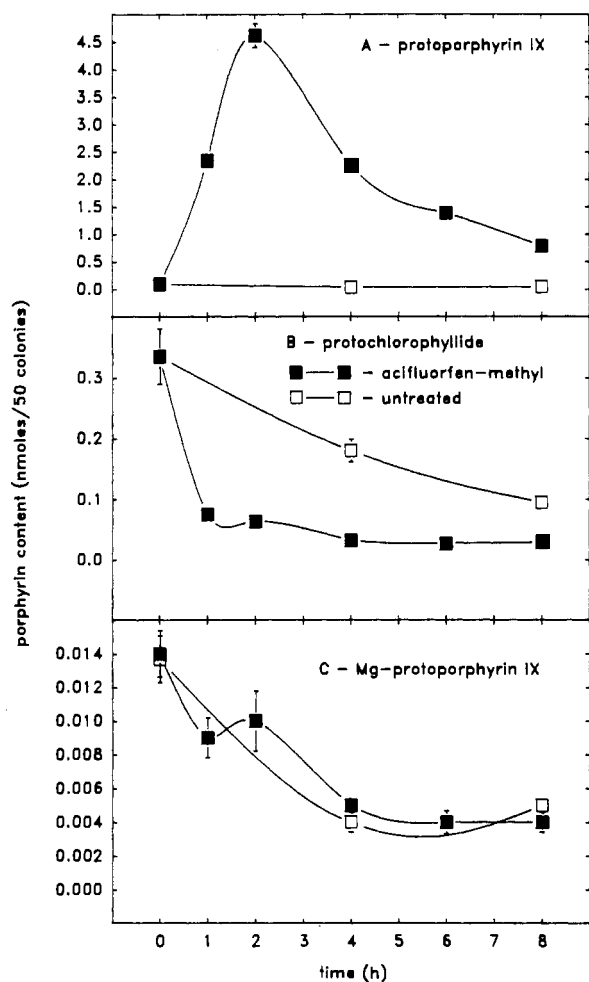 porphyrin content (nmoles/50 colonies)
A - protoporphyrin IX
4.5
4.0
3.5
3.0
2.5
2.0
1.5
1.0
0.5
0.0
B - protochlorophyllide
- acifluorfen-methyl
- untreated
0.3
0.2
0.1
0.0
C - Mg-protoporphyrin IX
0.014
0.012
0.010
0.008
0.006
0.004
0.002
0.000
0 1 2 3 4 5 6 7 8
time (h)